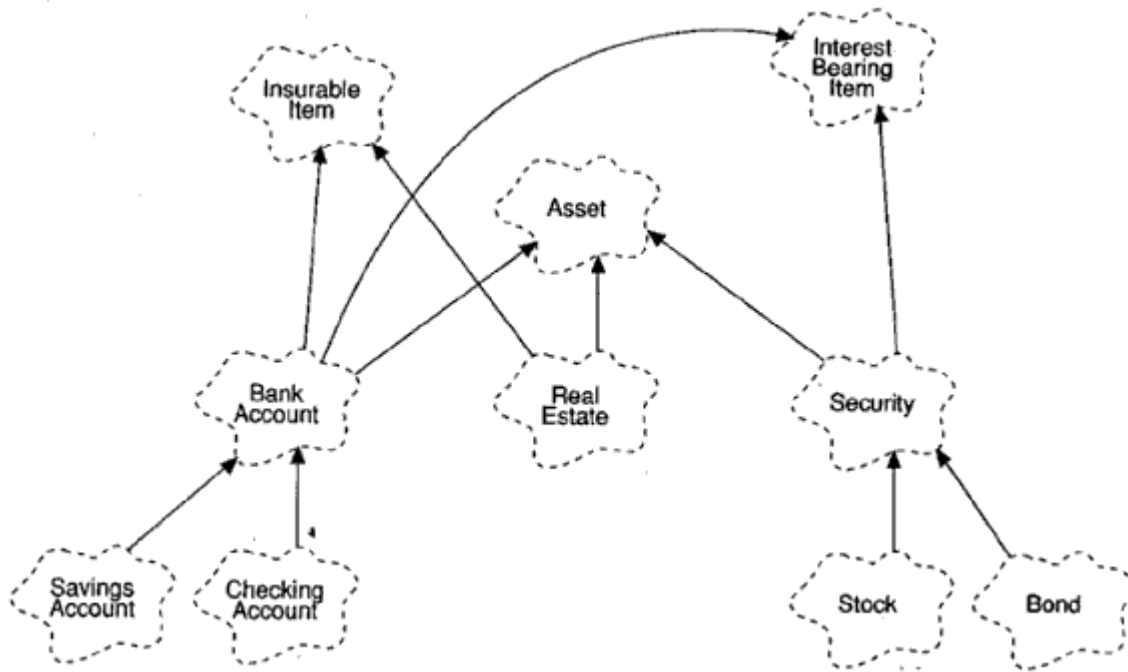 Insurable
Item
Interest
Bearing
Item
Asset
Bank
Account
Real
Estate
Security
Savings
Account
Checking
Account
Stock
Bond